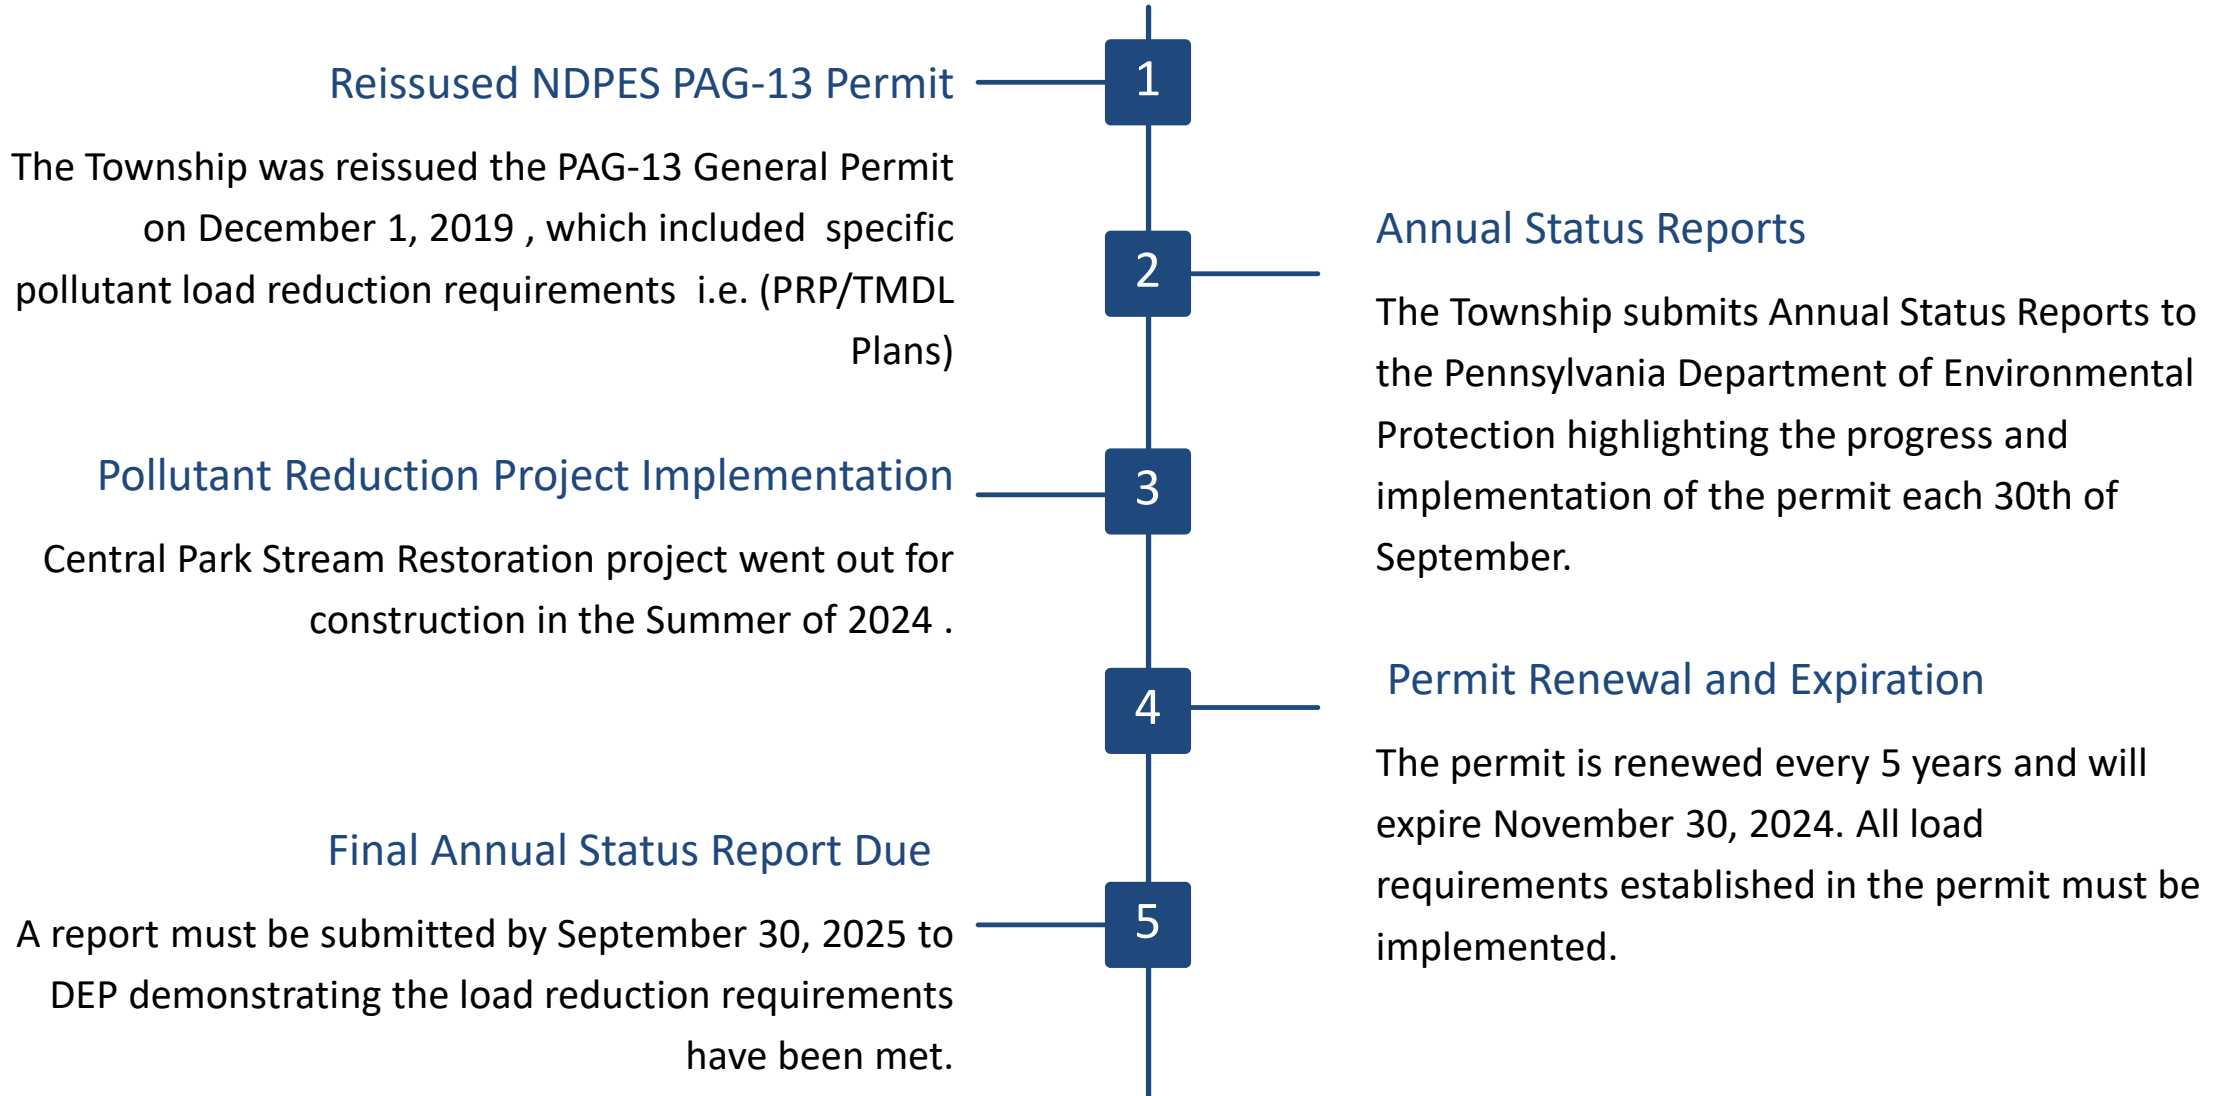 1
Reissused NDPES PAG-13 Permit
The Township was reissued the PAG-13 General Permit
on December 1, 2019 , which included  specific
pollutant load reduction requirements  i.e. (PRP/TMDL
Plans)
2
Annual Status Reports
The Township submits Annual Status Reports to
the Pennsylvania Department of Environmental
Protection highlighting the progress and
implementation of the permit each 30th of
September.
3
Pollutant Reduction Project Implementation
Central Park Stream Restoration project went out for
construction in the Summer of 2024 .
4
Permit Renewal and Expiration
The permit is renewed every 5 years and will
expire November 30, 2024. All load
requirements established in the permit must be
implemented.
5
Final Annual Status Report Due
A report must be submitted by September 30, 2025 to
DEP demonstrating the load reduction requirements
have been met.